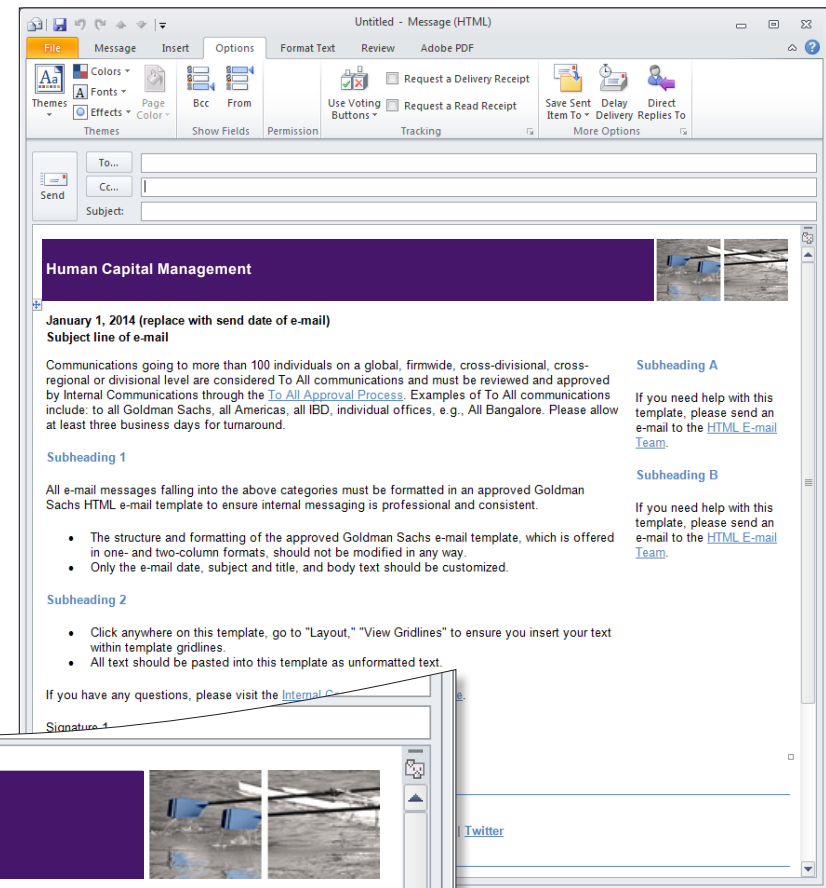 Untitled - Message (HTML)
File Message Insert Options Format Text Review Adobe PDF
Aa Themes
Colors
A Fonts
Effects
Page Color
Themes
Bcc From
Show Fields
Permission
Use Voting Buttons
Request a Delivery Receipt
Request a Read Receipt
Tracking
Save Sent Item To
Delay Delivery
Direct Replies To
More Options
Send
To...
Cc...
Subject:
Human Capital Management
January 1, 2014 (replace with send date of e-mail)
Subject line of e-mail
Communications going to more than 100 individuals on a global, firmwide, cross-divisional, cross-
regional or divisional level are considered To All communications and must be reviewed and approved
by Internal Communications through the To All Approval Process. Examples of To All communications
include: to all Goldman Sachs, all Americas, all IBD, individual offices, e.g., All Bangalore. Please allow
at least three business days for turnaround.
Subheading 1
All e-mail messages falling into the above categories must be formatted in an approved Goldman
Sachs HTML e-mail template to ensure internal messaging is professional and consistent.
• The structure and formatting of the approved Goldman Sachs e-mail template, which is offered
in one- and two-column formats, should not be modified in any way.
• Only the e-mail date, subject and title, and body text should be customized.
Subheading 2
• Click anywhere on this template, go to "Layout," "View Gridlines" to ensure you insert your text
within template gridlines.
• All text should be pasted into this template as unformatted text.
If you have any questions, please visit the Internal
Signature 1
Subheading A
If you need help with this
template, please send an
e-mail to the HTML E-mail
Team.
Subheading B
If you need help with this
template, please send an
e-mail to the HTML E-mail
Team.
| Twitter